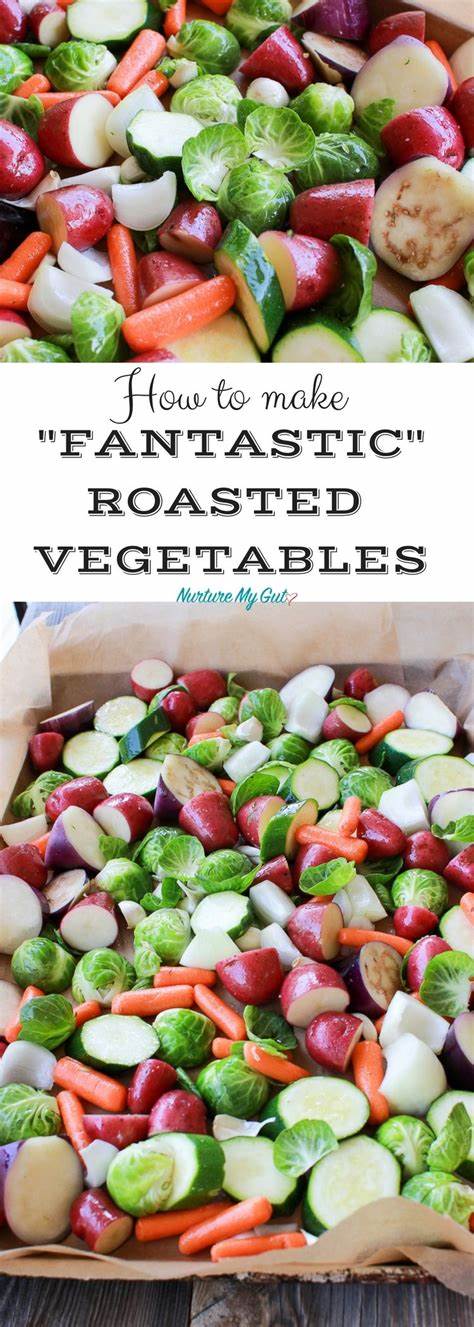 How to make
"FANTASTIC"
ROASTED
VEGETABLES
Nurture My Gut